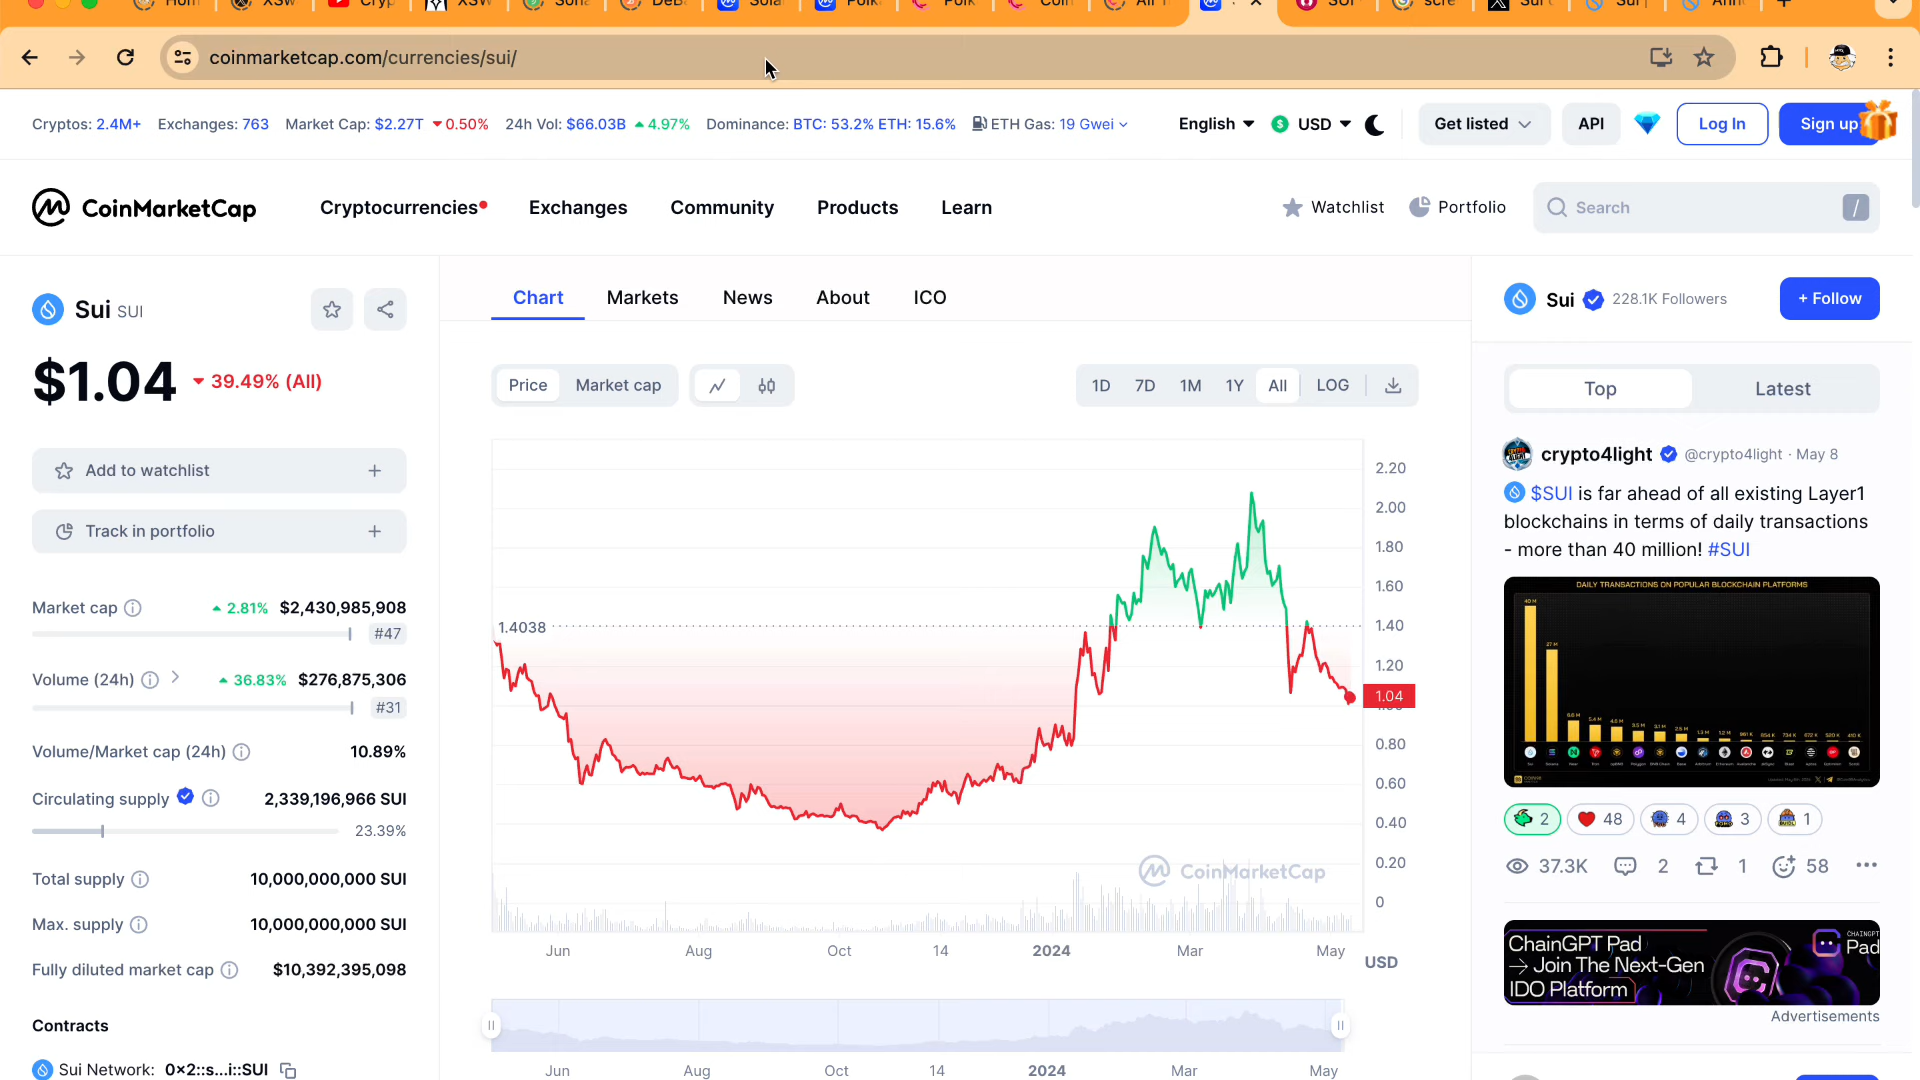 coinmarketcap.com/currencies/sui/
Cryptos: 2.4M+ Exchanges: 763 Market Cap: $2.27T 0.50% 24h Vol: $66.03B 4.97% Dominance: BTC: 53.2% ETH: 15.6% ETH Gas: 19 Gwei
English USD Get listed API Log In Sign up
CoinMarketCap Cryptocurrencies Exchanges Community Products Learn Watchlist Portfolio Search /
Sui SUI
$1.04 39.49% (All)
Add to watchlist +
Track in portfolio +
Market cap 2.81% $2,430,985,908
#47
Volume (24h) 36.83% $276,875,306
#31
Volume/Market cap (24h) 10.89%
Circulating supply 2,339,196,966 SUI
23.39%
Total supply 10,000,000,000 SUI
Max. supply 10,000,000,000 SUI
Fully diluted market cap $10,392,395,098
Contracts
Sui Network: 0x2::s...i::SUI
Chart Markets News About ICO
Price Market cap 1D 7D 1M 1Y All LOG
2.20
2.00
1.80
1.60
1.4038
1.40
1.20
1.04
0.80
0.60
0.40
0.20
0
CoinMarketCap
Jun Aug Oct 14 2024 Mar May
USD
Jun Aug Oct 14 2024 Mar May
Sui 228.1K Followers + Follow
Top Latest
crypto4light @crypto4light · May 8
$SUI is far ahead of all existing Layer1
blockchains in terms of daily transactions
- more than 40 million! #SUI
DAILY TRANSACTIONS ON POPULAR BLOCKCHAIN PLATFORMS
40 M
27 M
2 48 4 3 1
37.3K 2 1 58
ChainGPT Pad
→ Join The Next-Gen
IDO Platform
CHAINGPT
Pad
Advertisements